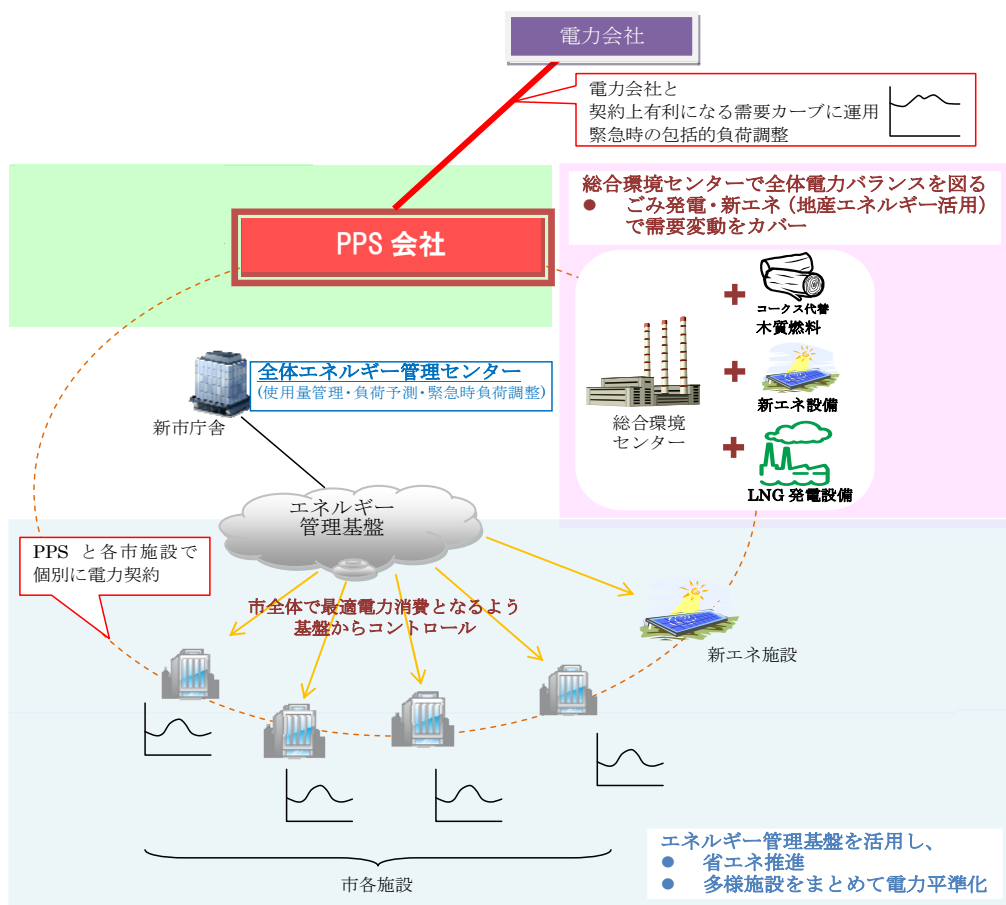 電力会社
電力会社と
契約上有利になる需要カーブに運用
緊急時の包括的負荷調整
総合環境センターで全体電力バランスを図る
● ごみ発電・新エネ（地産エネルギー活用）
で需要変動をカバー
PPS 会社
コークス代替
木質燃料
全体エネルギー管理センター
(使用量管理・負荷予測・緊急時負荷調整)
新市庁舎
新エネ設備
総合環境
センター
LNG 発電設備
エネルギー
管理基盤
PPS と各市施設で
個別に電力契約
市全体で最適電力消費となるよう
基盤からコントロール
新エネ施設
エネルギー管理基盤を活用し、
● 省エネ推進
● 多様施設をまとめて電力平準化
市各施設